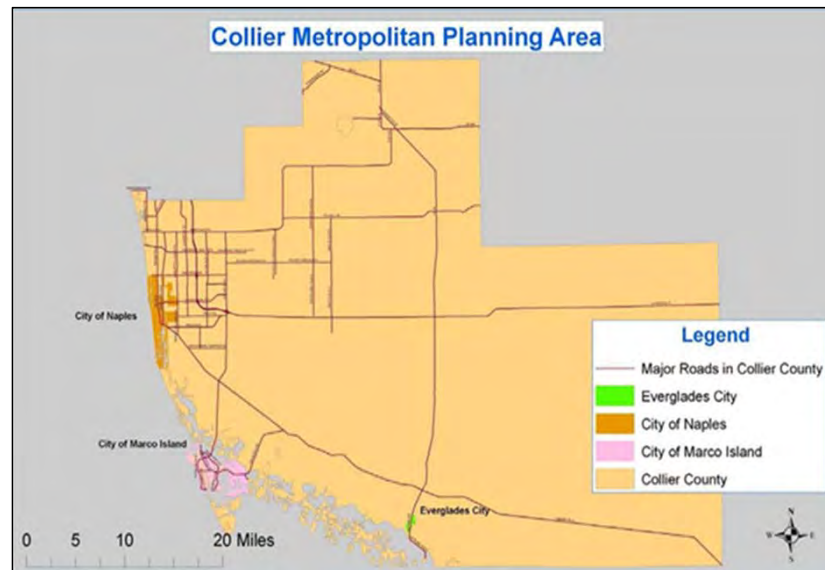 Collier Metropolitan Planning Area
City of Naples
City of Marco Island
Everglades City
Legend
Major Roads in Collier County
Everglades City
City of Naples
City of Marco Island
Collier County
0 5 10 20 Miles
N
W E
S